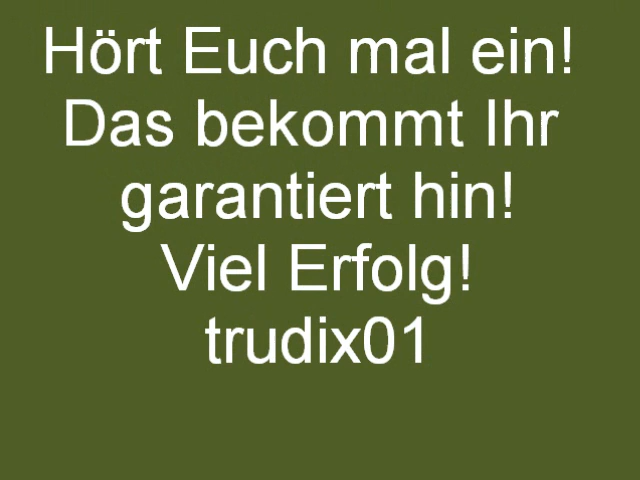 Hört Euch mal ein!
Das bekommt Ihr
garantiert hin!
Viel Erfolg!
trudix01